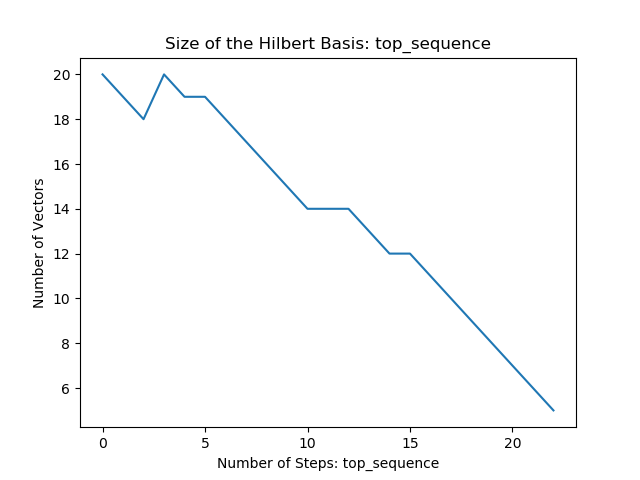 Size of the Hilbert Basis: top_sequence
20
18
16
14
12
10
8
6
Number of Vectors
0 5 10 15 20
Number of Steps: top_sequence